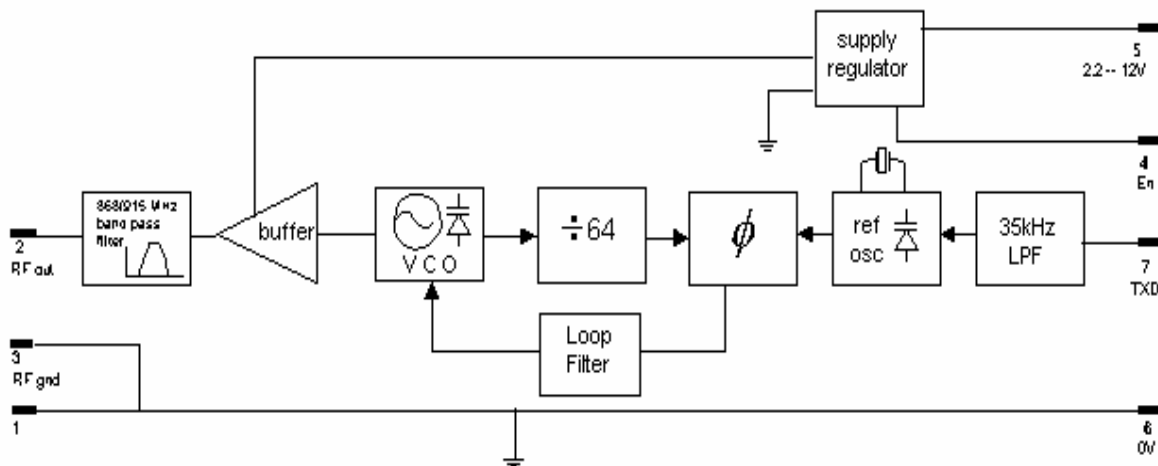 supply
regulator
5
2.2 -- 12V
4
En
868/915 MHz
band pass
filter
buffer
VCO
÷64
ϕ
ref
osc
35kHz
LPF
2
RF out
7
TXD
Loop
Filter
3
RF gnd
1
6
0V